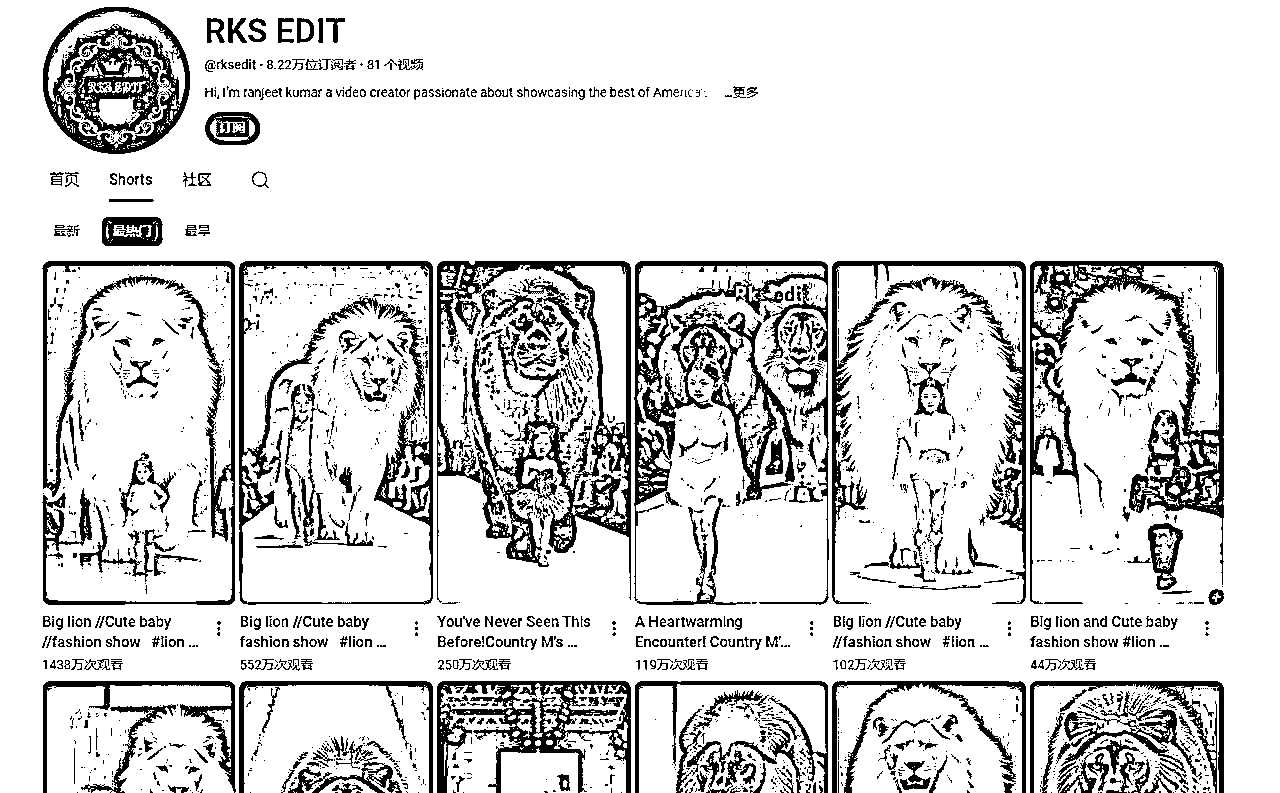 RKS EDIT
RKS EDIT
@rksedit · 8.22万位订阅者 · 81 个视频
Hi, I'm ranjeet kumar a video creator passionate about showcasing the best of America ...更多
订阅
首页 Shorts 社区
最新 最热门 最早
Rks edit
Big lion //Cute baby //fashion show #lion ...
1438万次观看
Big lion //Cute baby fashion show #lion ...
552万次观看
You've Never Seen This Before!Country M's ...
250万次观看
A Heartwarming Encounter! Country M'...
119万次观看
Big lion //Cute baby //fashion show #lion ...
102万次观看
Big lion and Cute baby fashion show #lion ...
44万次观看